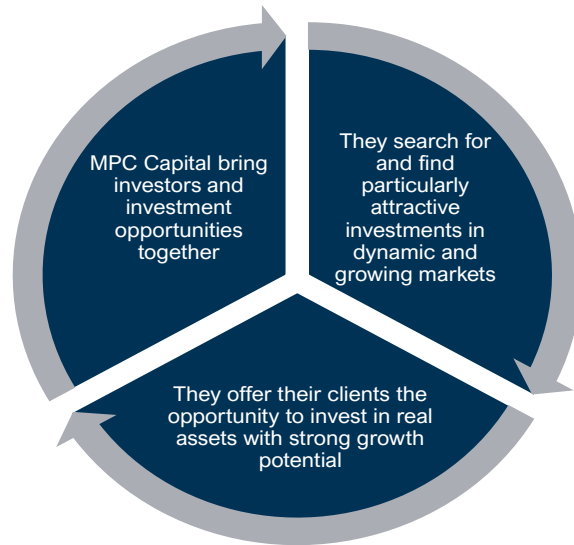 MPC Capital bring
investors and
investment
opportunities
together
They search for
and find
particularly
attractive
investments in
dynamic and
growing markets
They offer their clients the
opportunity to invest in real
assets with strong growth
potential